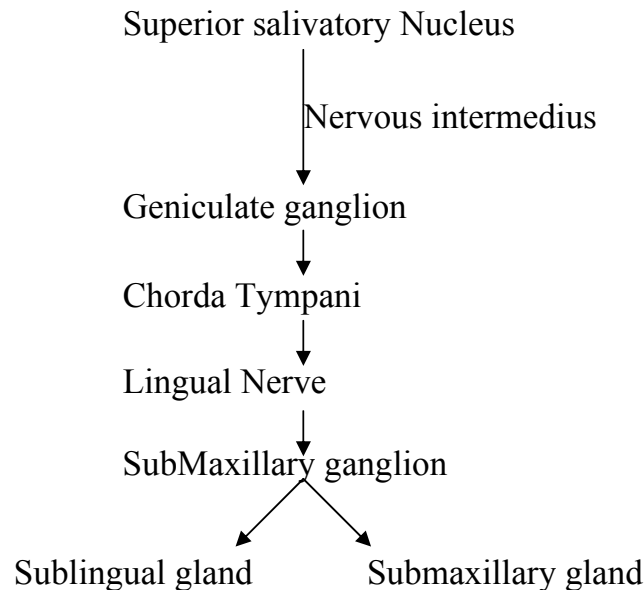 Superior salivatory Nucleus
Nervous intermedius
Geniculate ganglion
Chorda Tympani
Lingual Nerve
SubMaxillary ganglion
Sublingual gland
Submaxillary gland